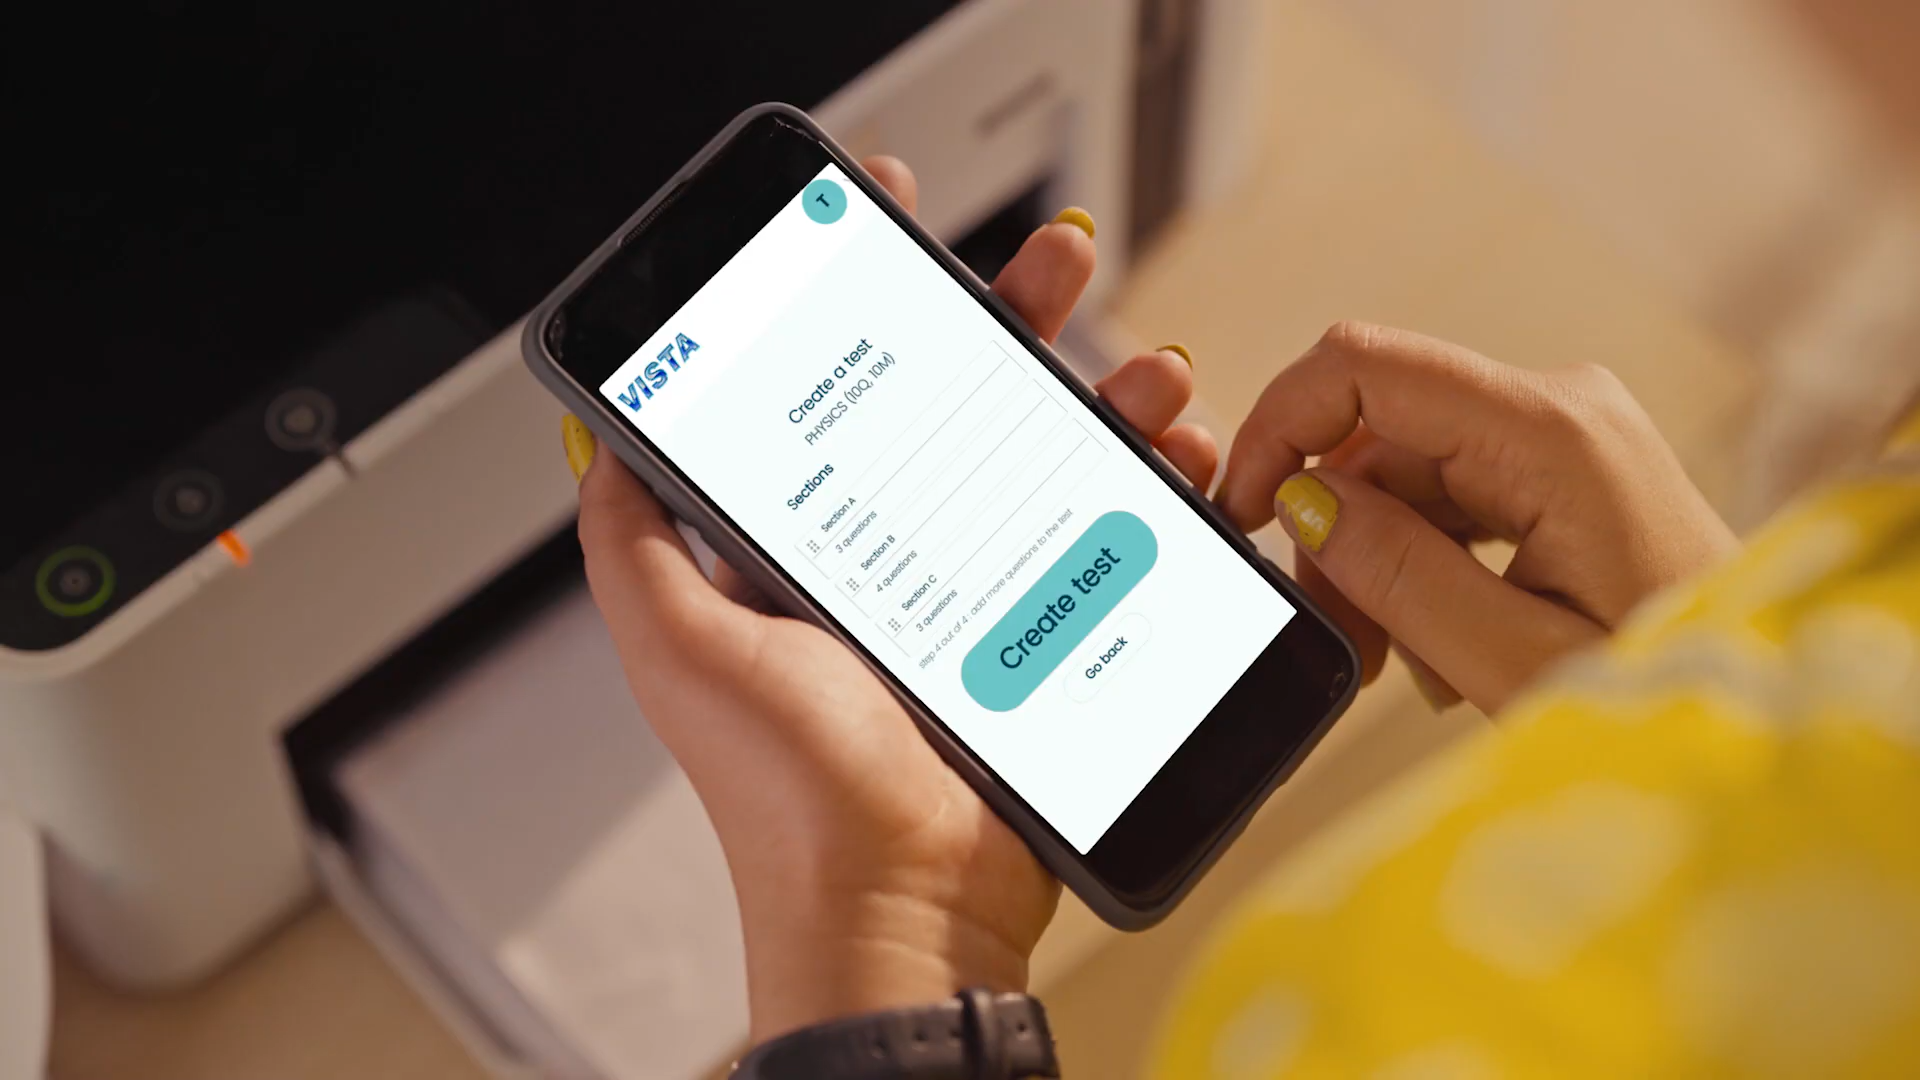 T
VISTA
Create a test
PHYSICS (10Q, 10M)
Sections
Section A
3 questions
Section B
4 questions
Section C
3 questions
step 4 out of 4 : add more questions to the test
Create test
Go back